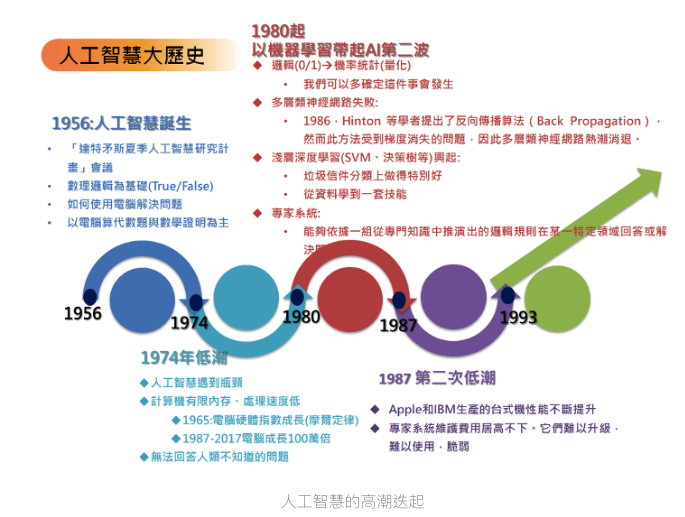 人工智慧大歷史
1980起
以機器學習帶起AI第二波
◆ 邏輯(0/1)→機率統計(量化)
• 我們可以多確定這件事會發生
◆ 多層類神經網路失敗:
• 1986，Hinton 等學者提出了反向傳播算法（Back Propagation），
然而此方法受到梯度消失的問題，因此多層類神經網路熱潮消退。
◆ 淺層深度學習(SVM、決策樹等)興起:
• 垃圾信件分類上做得特別好
• 從資料學到一套技能
◆ 專家系統:
• 能夠依據一組從專門知識中推演出的邏輯規則在某一特定領域回答或解
決
1956:人工智慧誕生
• 「達特矛斯夏季人工智慧研究計
畫」會議
• 數理邏輯為基礎(True/False)
• 如何使用電腦解決問題
• 以電腦算代數題與數學證明為主
1956
1974
1980
1987
1993
1974年低潮
◆人工智慧遇到瓶頸
◆計算機有限內存、處理速度低
◆1965:電腦硬體指數成長(摩爾定律)
◆1987-2017電腦成長100萬倍
◆無法回答人類不知道的問題
1987 第二次低潮
◆ Apple和IBM生產的台式機性能不斷提升
◆ 專家系統維護費用居高不下。它們難以升級，
難以使用，脆弱
人工智慧的高潮迭起